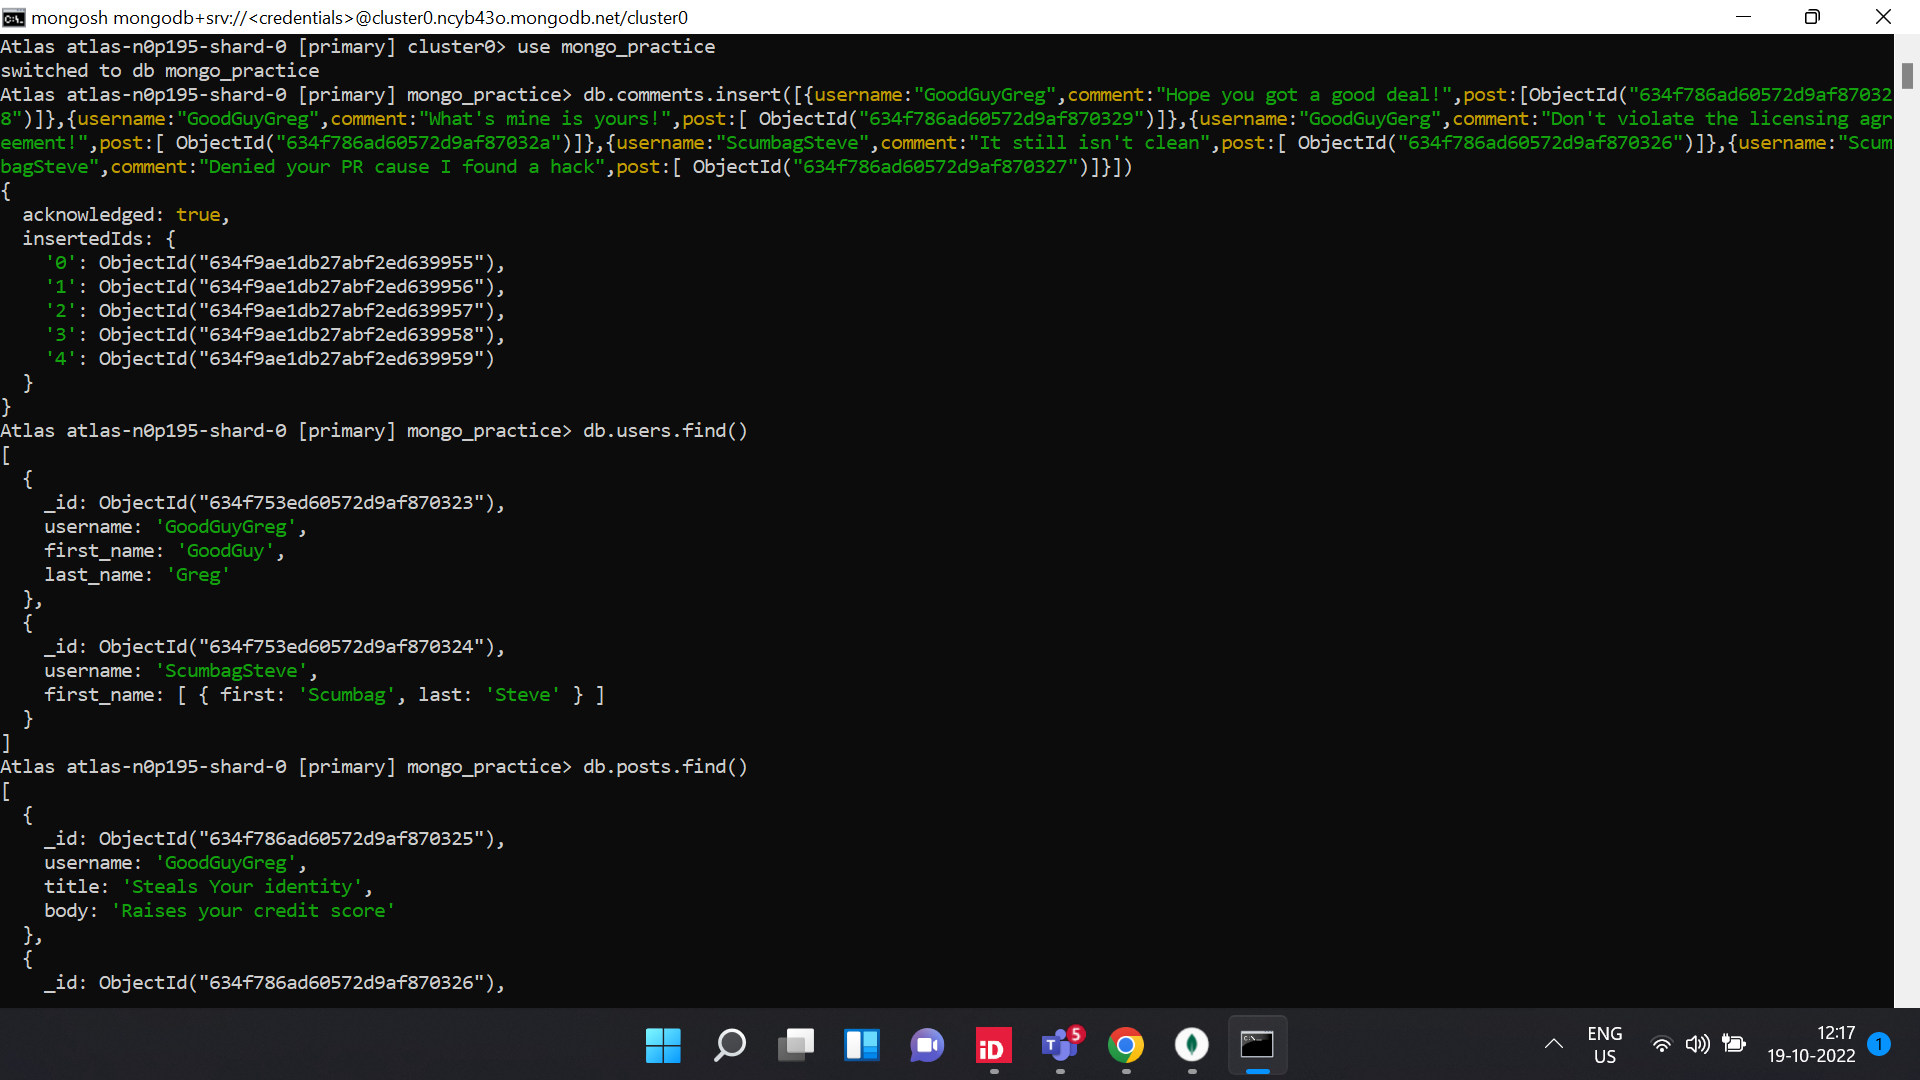 mongosh mongodb+srv://<credentials>@cluster0.ncyb43o.mongodb.net/cluster0
Atlas atlas-n0p195-shard-0 [primary] cluster0> use mongo_practice
switched to db mongo_practice
Atlas atlas-n0p195-shard-0 [primary] mongo_practice> db.comments.insert([{username:"GoodGuyGreg",comment:"Hope you got a good deal!",post:[ObjectId("634f786ad60572d9af87032
8")]},{username:"GoodGuyGreg",comment:"What's mine is yours!",post:[ ObjectId("634f786ad60572d9af870329")]},{username:"GoodGuyGerg",comment:"Don't violate the licensing agr
eement!",post:[ ObjectId("634f786ad60572d9af87032a")]},{username:"ScumbagSteve",comment:"It still isn't clean",post:[ ObjectId("634f786ad60572d9af870326")]},{username:"Scum
bagSteve",comment:"Denied your PR cause I found a hack",post:[ ObjectId("634f786ad60572d9af870327")]}])
{
  acknowledged: true,
  insertedIds: {
    '0': ObjectId("634f9ae1db27abf2ed639955"),
    '1': ObjectId("634f9ae1db27abf2ed639956"),
    '2': ObjectId("634f9ae1db27abf2ed639957"),
    '3': ObjectId("634f9ae1db27abf2ed639958"),
    '4': ObjectId("634f9ae1db27abf2ed639959")
  }
}
Atlas atlas-n0p195-shard-0 [primary] mongo_practice> db.users.find()
[
  {
    _id: ObjectId("634f753ed60572d9af870323"),
    username: 'GoodGuyGreg',
    first_name: 'GoodGuy',
    last_name: 'Greg'
  },
  {
    _id: ObjectId("634f753ed60572d9af870324"),
    username: 'ScumbagSteve',
    first_name: [ { first: 'Scumbag', last: 'Steve' } ]
  }
]
Atlas atlas-n0p195-shard-0 [primary] mongo_practice> db.posts.find()
[
  {
    _id: ObjectId("634f786ad60572d9af870325"),
    username: 'GoodGuyGreg',
    title: 'Steals Your identity',
    body: 'Raises your credit score'
  },
  {
    _id: ObjectId("634f786ad60572d9af870326"),
iD
T
5
ENG
US
12:17
19-10-2022
1